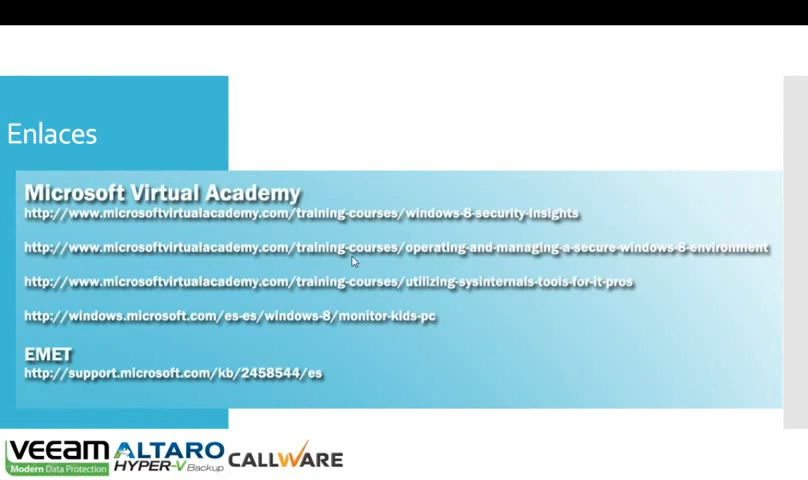 Enlaces
Microsoft Virtual Academy
http://www.microsoftvirtualacademy.com/training-courses/windows-8-security-insights
http://www.microsoftvirtualacademy.com/training-courses/operating-and-managing-a-secure-windows-8-environment
http://www.microsoftvirtualacademy.com/training-courses/utilizing-sysinternals-tools-for-it-pros
http://windows.microsoft.com/es-es/windows-8/monitor-kids-pc
EMET
http://support.microsoft.com/kb/2458544/es
veeam
Modern Data Protection
ALTARO
HYPER-V Backup
CALLWARE